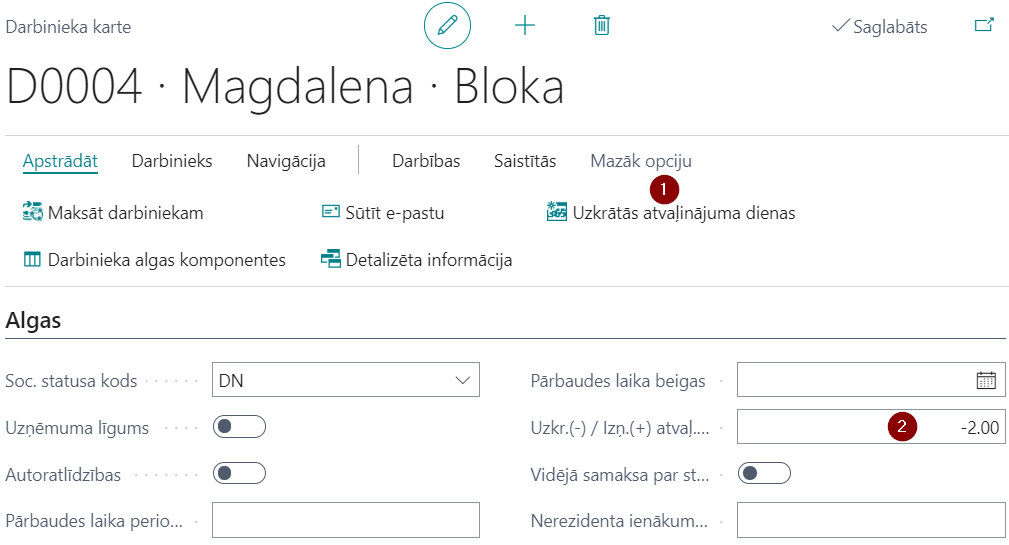 Darbinieka karte
Saglabāts
D0004 · Magdalena · Bloka
Apstrādāt Darbinieks Navigācija Darbības Saistītās Mazāk opciju
1
Maksāt darbiniekam Sūtīt e-pastu Uzkrātās atvaļinājuma dienas
365
Darbinieka algas komponentes Detalizēta informācija
Algas
Soc. statusa kods DN Pārbaudes laika beigas
Uzņēmuma līgums Uzkr.(-) / Izņ.(+) atvaļ.... 2 -2.00
Autoratlīdzības Vidējā samaksa par st...
Pārbaudes laika perio... Nerezidenta ienākum...